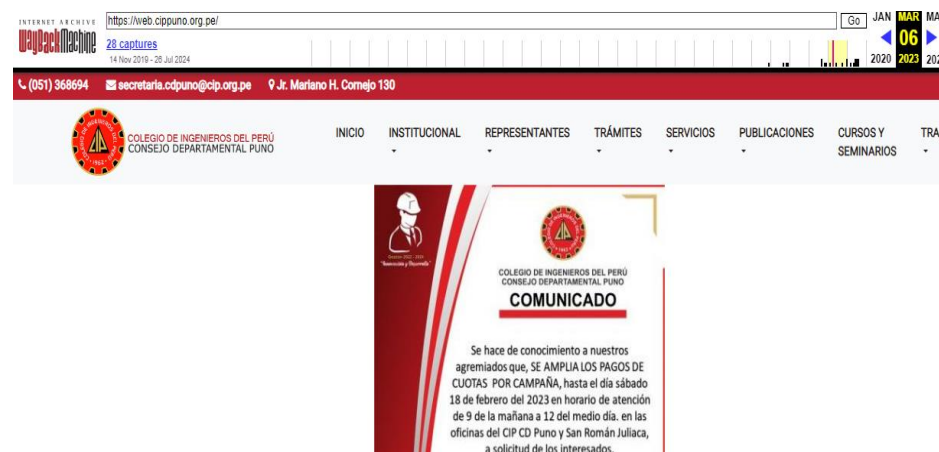 INTERNET ARCHIVE
WayBackMachine
https://web.cippuno.org.pe/
Go
JAN MAR MA
28 captures
06
14 Nov 2019 - 26 Jul 2024
2020 2023 202
(051) 368694 secretaria.cdpuno@cip.org.pe Jr. Mariano H. Cornejo 130
COLEGIO DE INGENIEROS DEL PERÚ
CONSEJO DEPARTAMENTAL PUNO
INICIO INSTITUCIONAL REPRESENTANTES TRÁMITES SERVICIOS PUBLICACIONES CURSOS Y SEMINARIOS TRA
COLEGIO DE INGENIEROS DEL PERÚ
CONSEJO DEPARTAMENTAL PUNO
COMUNICADO
Se hace de conocimiento a nuestros
agremiados que, SE AMPLIA LOS PAGOS DE
CUOTAS POR CAMPAÑA, hasta el día sábado
18 de febrero del 2023 en horario de atención
de 9 de la mañana a 12 del medio día. en las
oficinas del CIP CD Puno y San Román Juliaca,
a solicitud de los interesados.